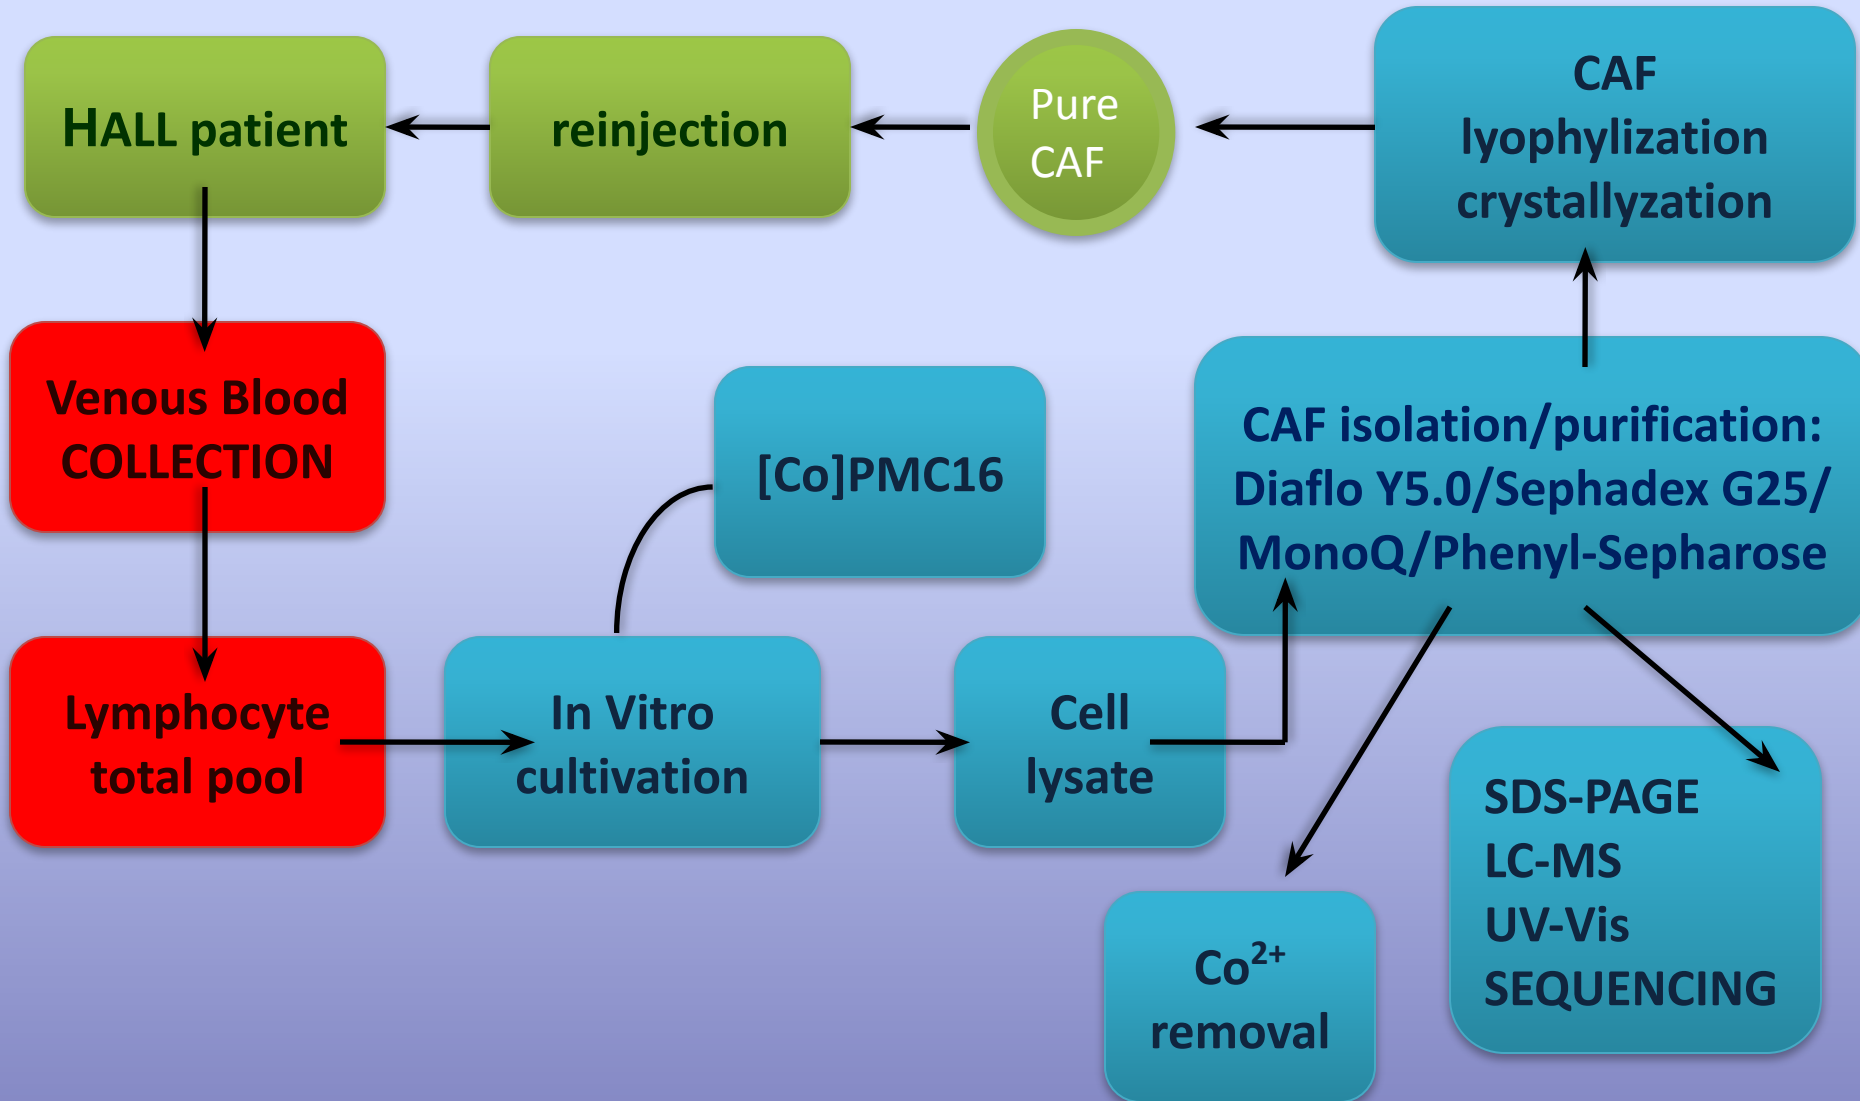 HALL patient
reinjection
Pure
CAF
CAF
lyophylization
crystallyzation
Venous Blood
COLLECTION
[Co]PMC16
CAF isolation/purification:
Diaflo Y5.0/Sephadex G25/
MonoQ/Phenyl-Sepharose
Lymphocyte
total pool
In Vitro
cultivation
Cell
lysate
Co²⁺
removal
SDS-PAGE
LC-MS
UV-Vis
SEQUENCING